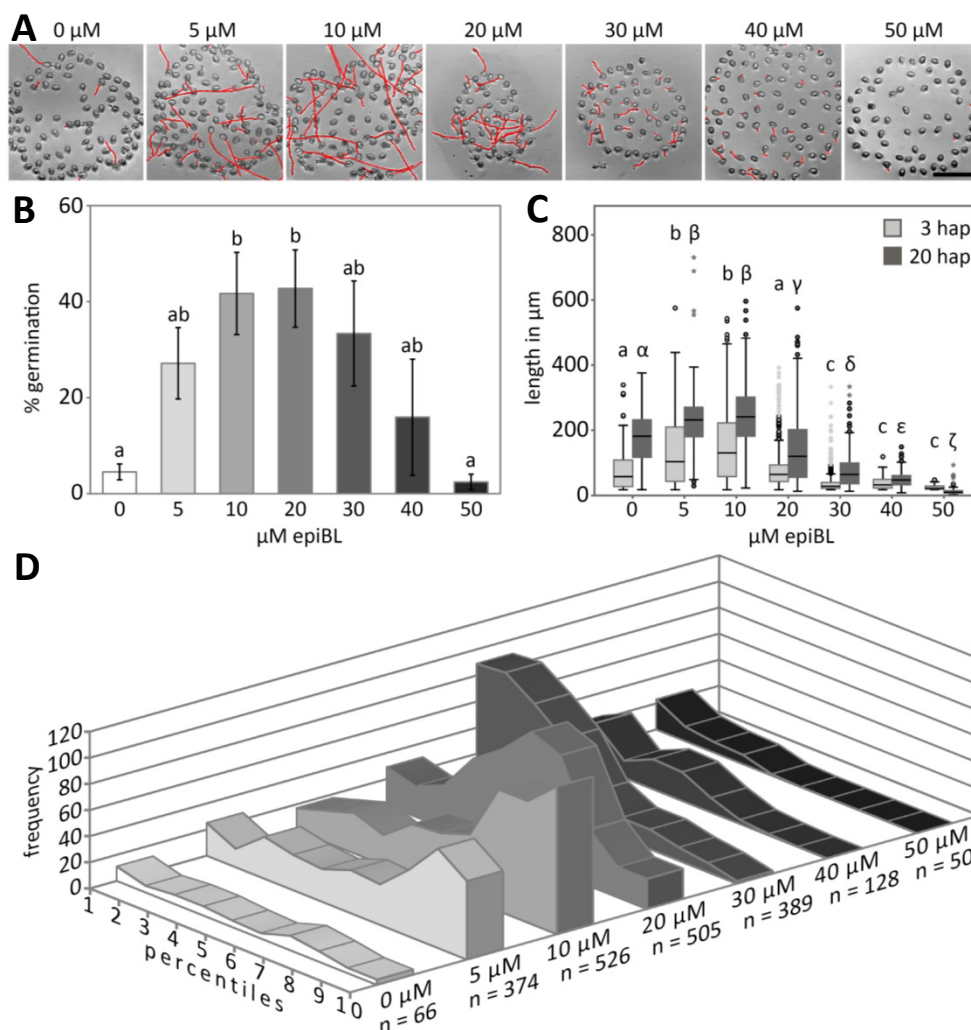 A
0 µM 5 µM 10 µM 20 µM 30 µM 40 µM 50 µM
B
60
40
20
0
% germination
a ab b b ab ab a
0 5 10 20 30 40 50
µM epiBL
C
800
600
400
200
0
length in µm
3 hap
20 hap
a α b β b β a γ c δ c ε c ζ
0 5 10 20 30 40 50
µM epiBL
D
120
100
80
60
40
20
0
frequency
1 2 3 4 5 6 7 8 9 10
percentiles
0 µM
n = 66
5 µM
n = 374
10 µM
n = 526
20 µM
n = 505
30 µM
n = 389
40 µM
n = 128
50 µM
n = 50